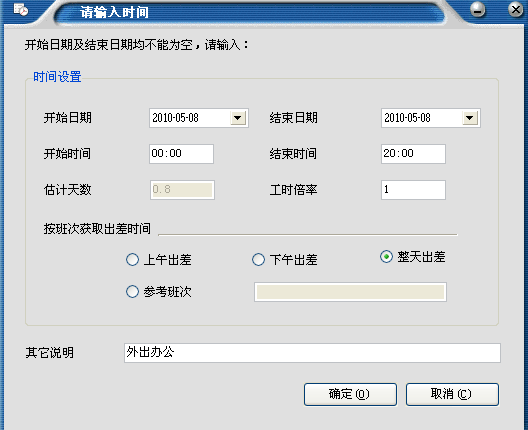 请输入时间
开始日期及结束日期均不能为空，请输入：
时间设置
开始日期 2010-05-08 结束日期 2010-05-08
开始时间 00:00 结束时间 20:00
估计天数 0.8 工时倍率 1
按班次获取出差时间
上午出差 下午出差 整天出差
参考班次
其它说明 外出办公
确定(O) 取消(C)